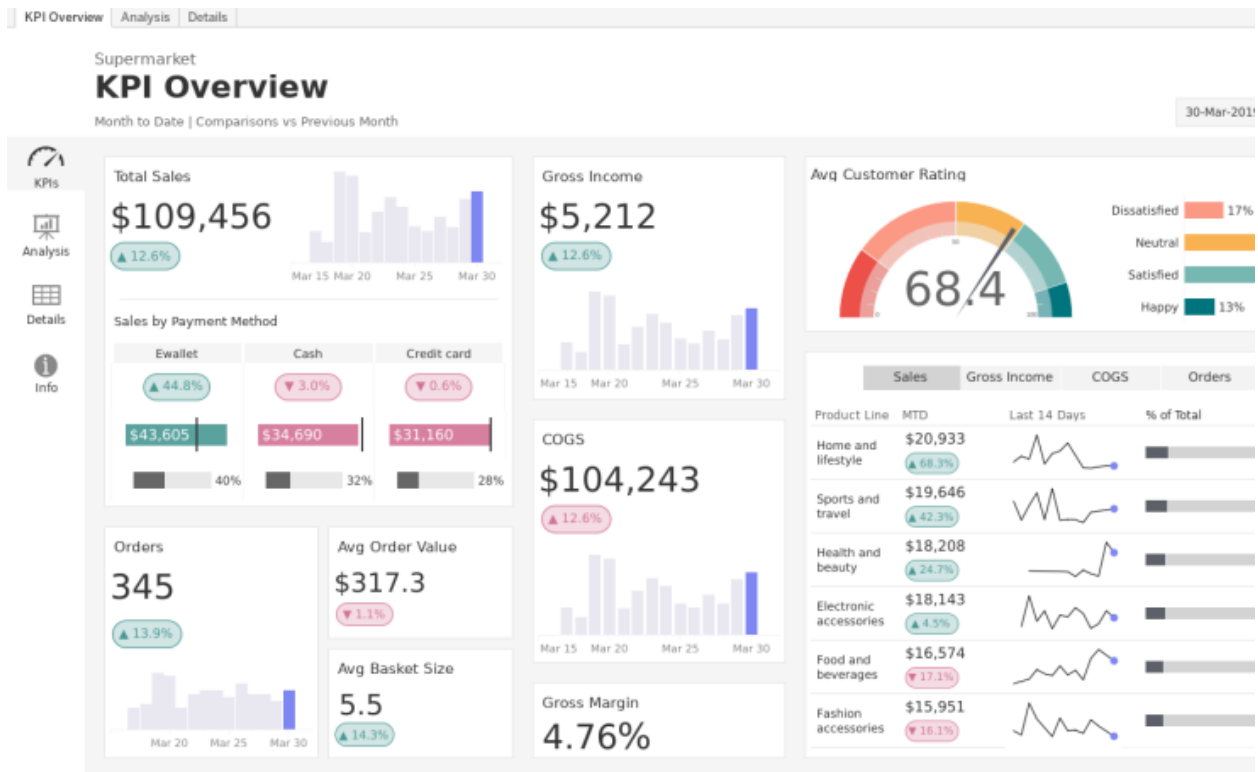 KPI Overview Analysis Details
Supermarket
KPI Overview
Month to Date | Comparisons vs Previous Month
30-Mar-2019
KPIs
Analysis
Details
Info
Total Sales
$109,456
▲ 12.6%
Mar 15 Mar 20 Mar 25 Mar 30
Sales by Payment Method
Ewallet Cash Credit card
▲ 44.8% ▼ 3.0% ▼ 0.6%
$43,605 $34,690 $31,160
40% 32% 28%
Orders
345
▲ 13.9%
Mar 20 Mar 25 Mar 30
Avg Order Value
$317.3
▼ 1.1%
Avg Basket Size
5.5
▲ 14.3%
Gross Income
$5,212
▲ 12.6%
Mar 15 Mar 20 Mar 25 Mar 30
COGS
$104,243
▲ 12.6%
Mar 15 Mar 20 Mar 25 Mar 30
Gross Margin
4.76%
Avg Customer Rating
50
68.4
0 100
Dissatisfied 17%
Neutral
Satisfied
Happy 13%
Sales Gross Income COGS Orders
Product Line MTD Last 14 Days % of Total
Home and
lifestyle
$20,933
▲ 68.3%
Sports and
travel
$19,646
▲ 42.3%
Health and
beauty
$18,208
▲ 24.7%
Electronic
accessories
$18,143
▲ 4.5%
Food and
beverages
$16,574
▼ 17.1%
Fashion
accessories
$15,951
▼ 16.1%